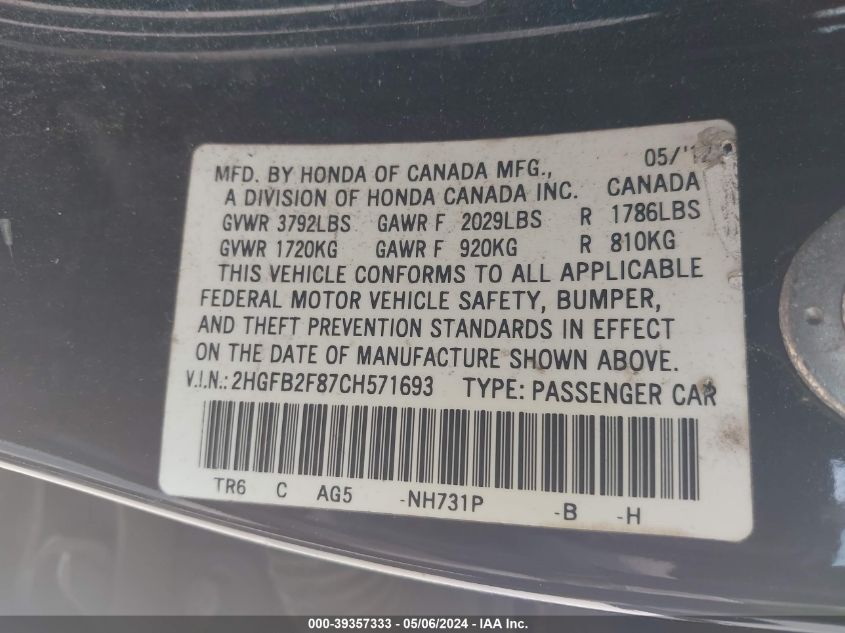 MFD. BY HONDA OF CANADA MFG., 05/'12
A DIVISION OF HONDA CANADA INC. CANADA
GVWR 3792LBS GAWR F 2029LBS R 1786LBS
GVWR 1720KG GAWR F 920KG R 810KG
THIS VEHICLE CONFORMS TO ALL APPLICABLE
FEDERAL MOTOR VEHICLE SAFETY, BUMPER,
AND THEFT PREVENTION STANDARDS IN EFFECT
ON THE DATE OF MANUFACTURE SHOWN ABOVE.
V.I.N.: 2HGFB2F87CH571693 TYPE: PASSENGER CAR
TR6 C AG5 -NH731P -B -H
000-39357333 - 05/06/2024 - IAA Inc.